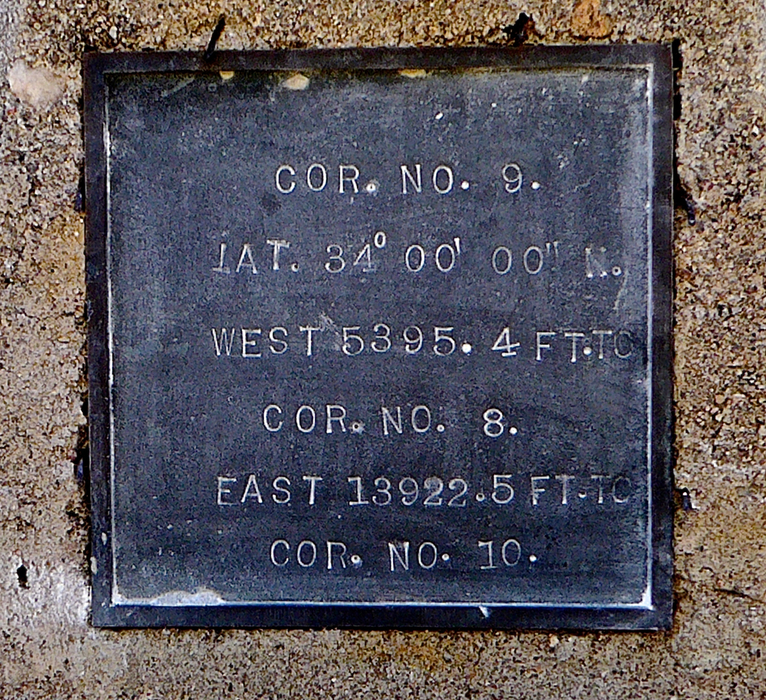 COR. NO. 9.
LAT. 34° 00' 00" N.
WEST 5395.4 FT.TO
COR. NO. 8.
EAST 13922.5 FT.TO
COR. NO. 10.